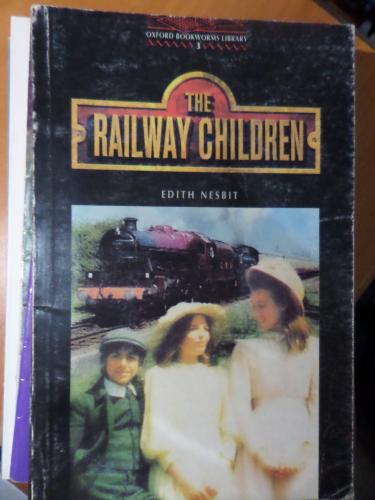 OXFORD BOOKWORMS LIBRARY
3
THE
RAILWAY CHILDREN
EDITH NESBIT